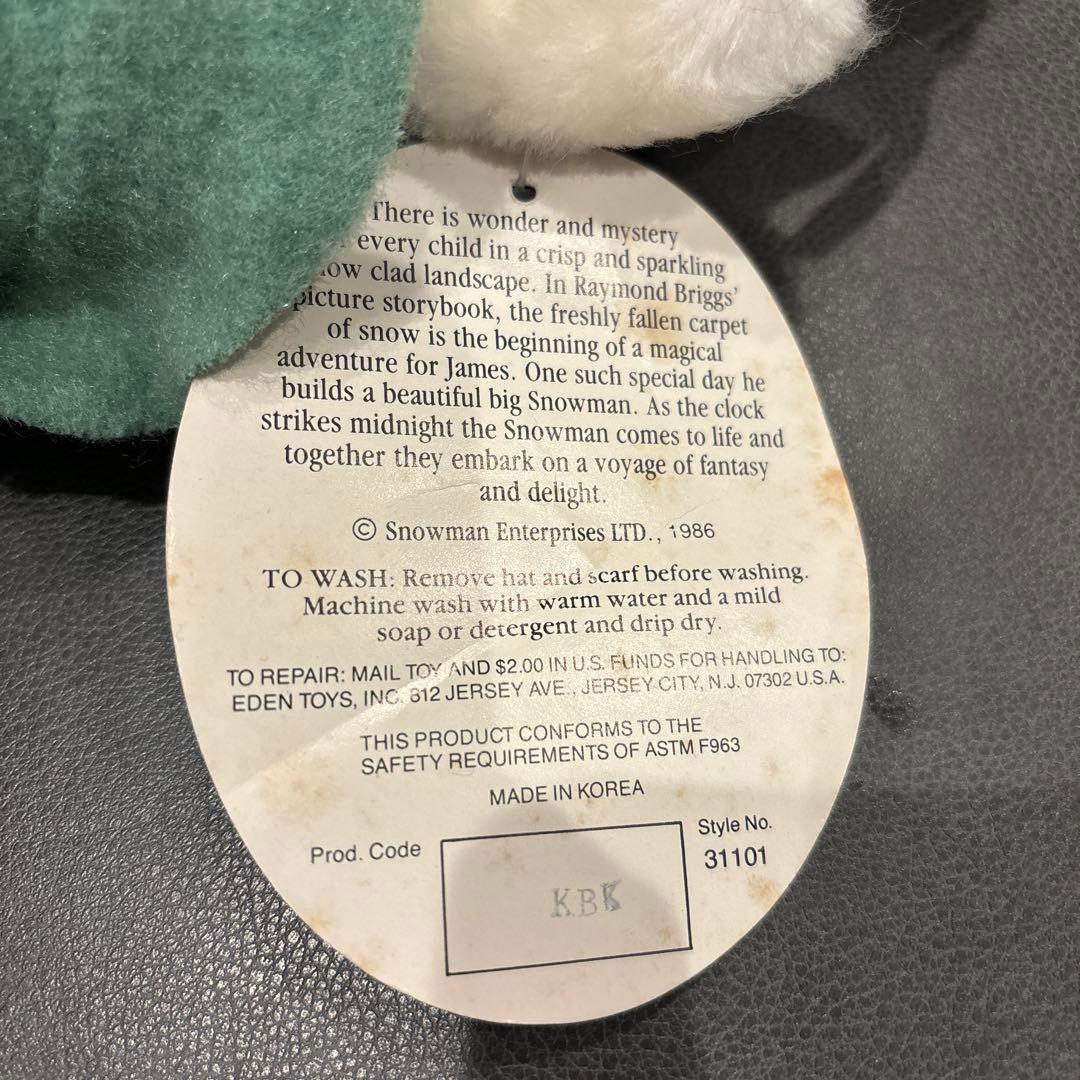 There is wonder and mystery
every child in a crisp and sparkling
clad landscape. In Raymond Briggs'
picture storybook, the freshly fallen carpet
of snow is the beginning of a magical
adventure for James. One such special day he
builds a beautiful big Snowman. As the clock
strikes midnight the Snowman comes to life and
together they embark on a voyage of fantasy
and delight.
© Snowman Enterprises LTD., 1986
TO WASH: Remove hat and scarf before washing.
Machine wash with warm water and a mild
soap or detergent and drip dry.
TO REPAIR: MAIL TOY AND $2.00 IN U.S. FUNDS FOR HANDLING TO:
EDEN TOYS, INC. 812 JERSEY AVE., JERSEY CITY, N.J. 07302 U.S.A.
THIS PRODUCT CONFORMS TO THE
SAFETY REQUIREMENTS OF ASTM F963
MADE IN KOREA
Prod. Code
KBK
Style No.
31101